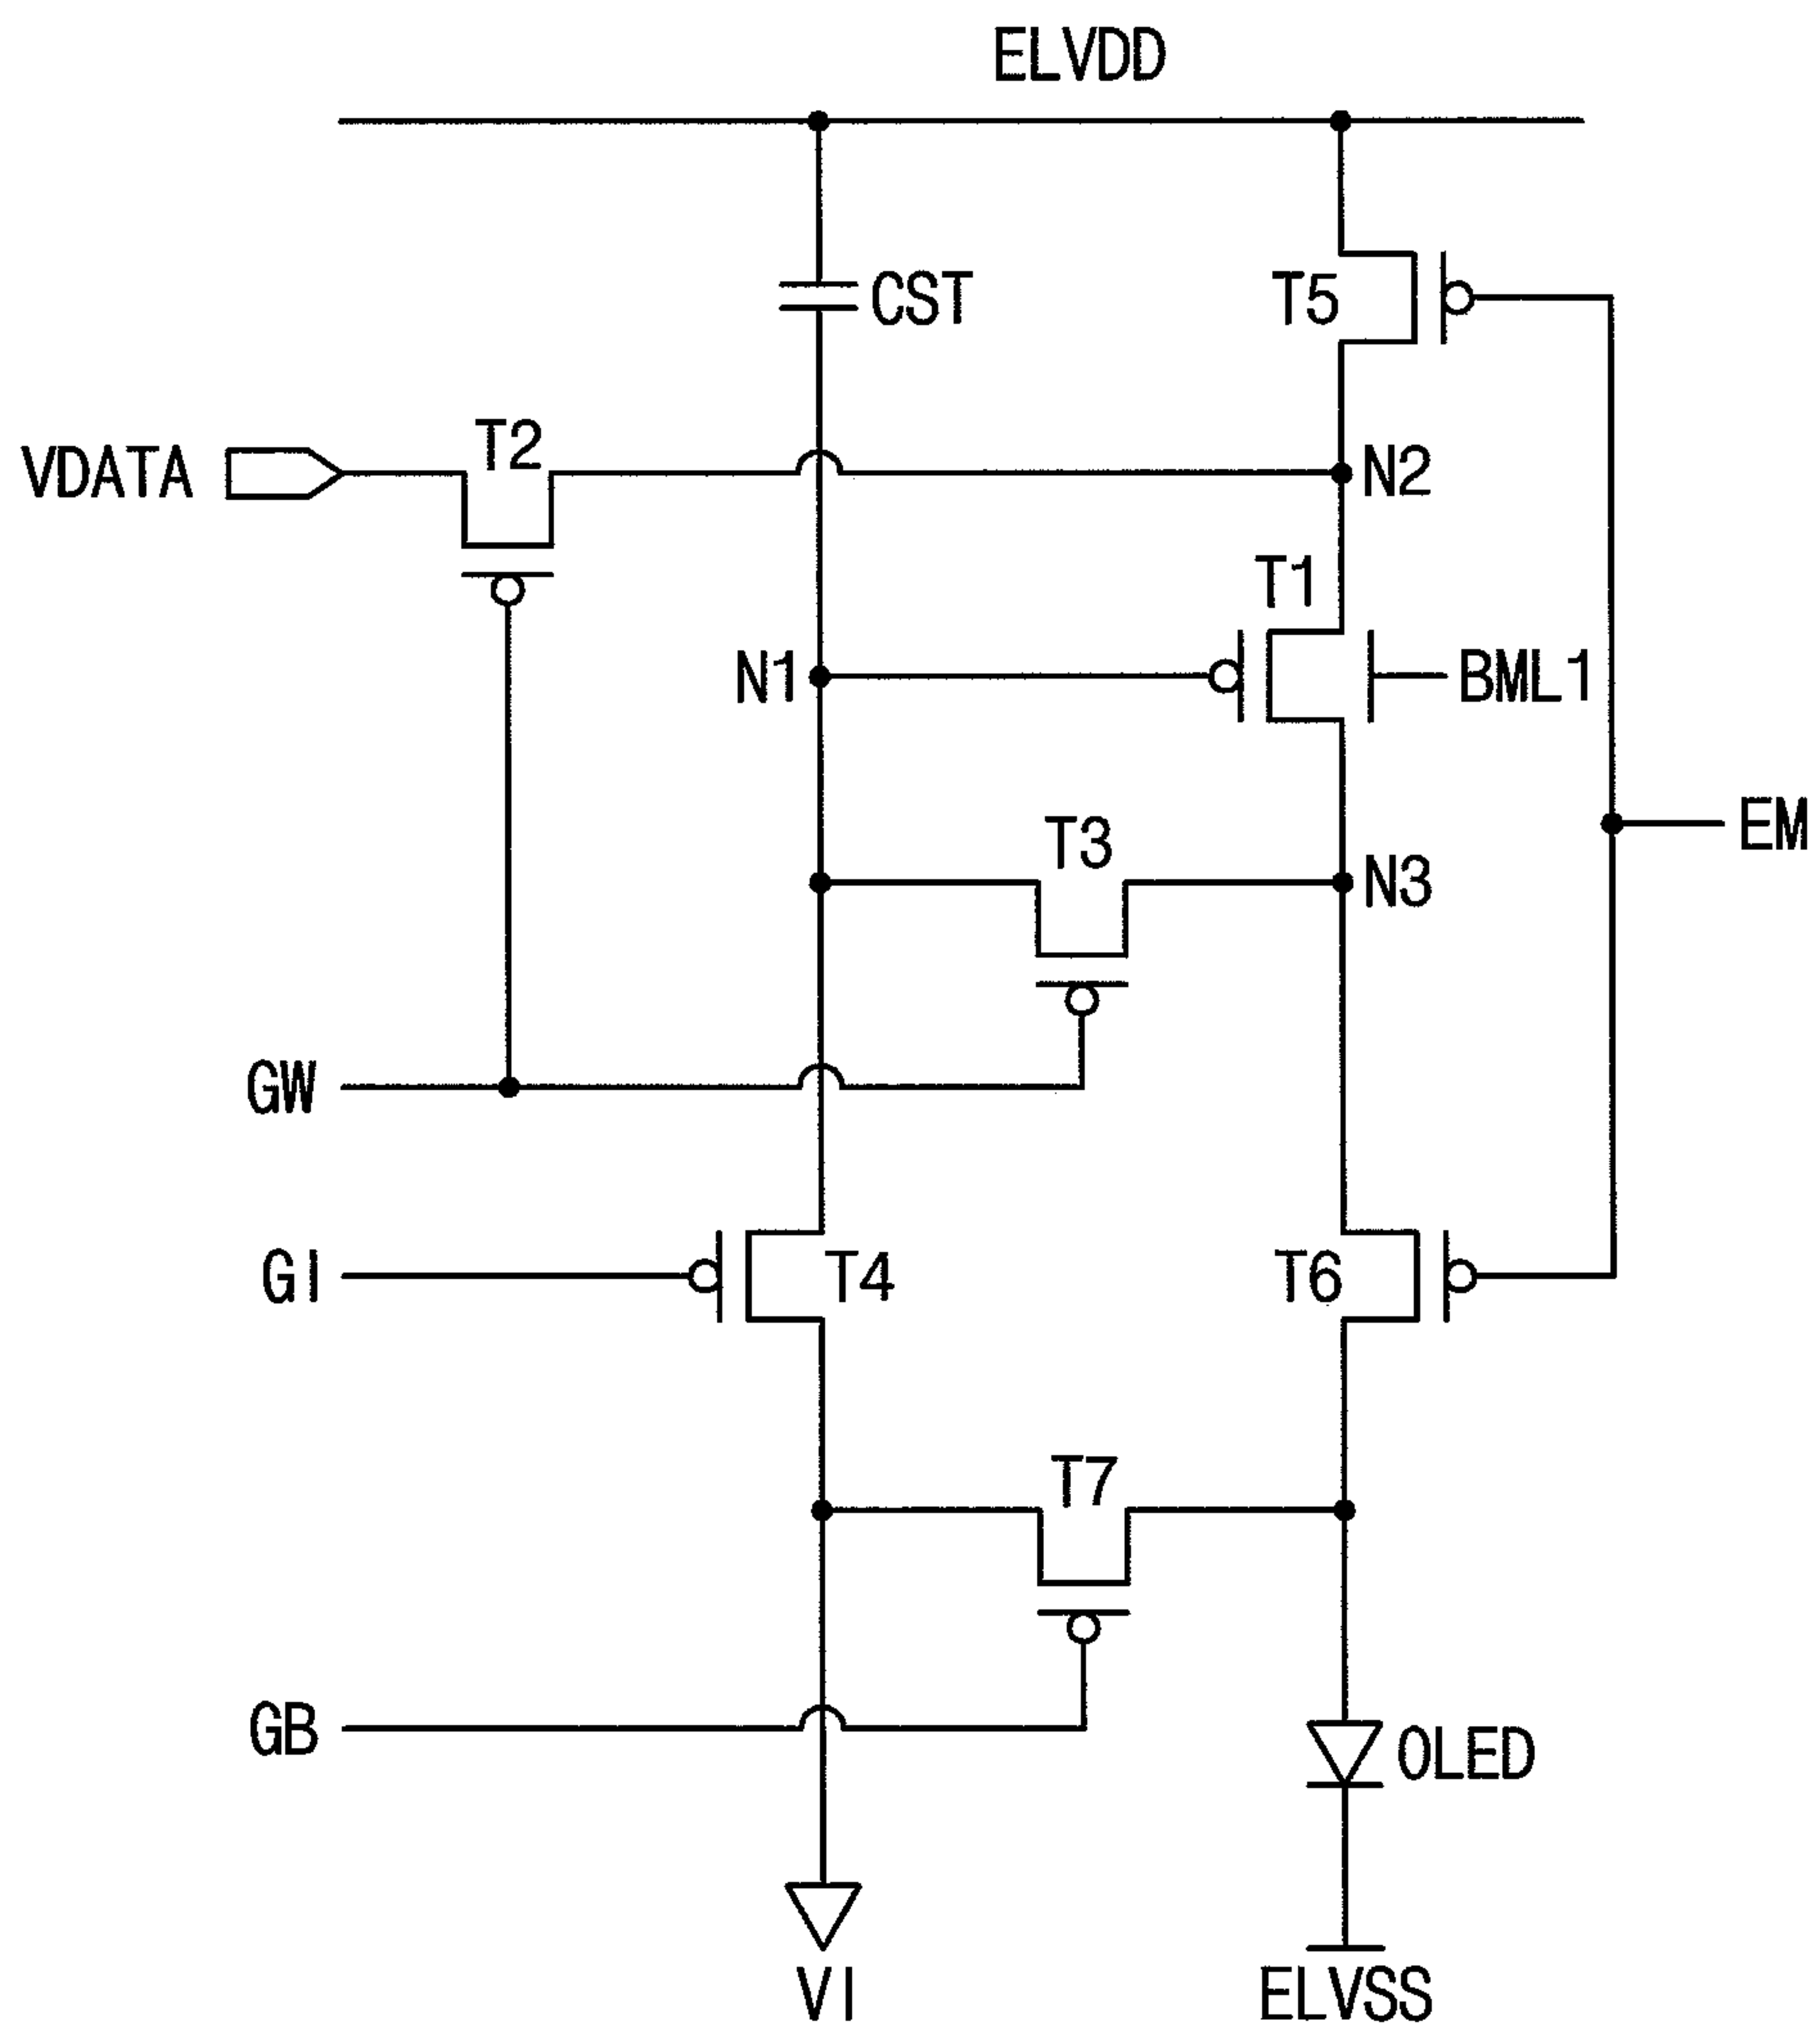 ELVDD
CST
T5
T2
VDATA
N2
T1
N1
BML1
EM
T3
N3
GW
GI
T4
T6
T7
GB
OLED
VI
ELVSS